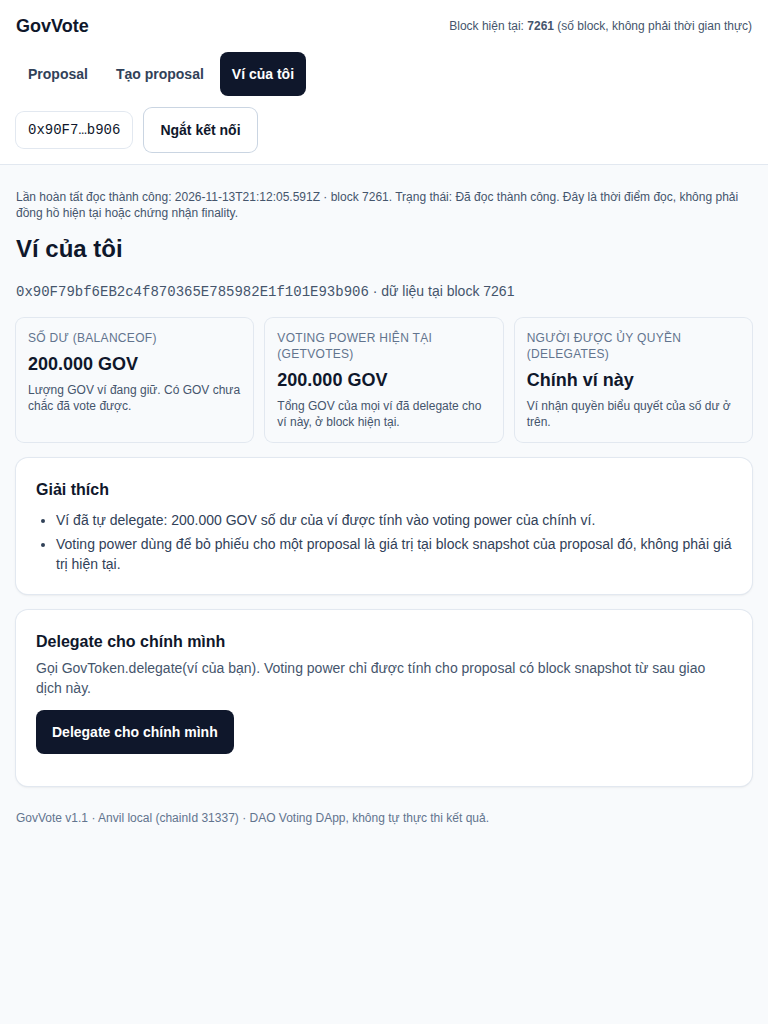 GovVote
Block hiện tại: 7261 (số block, không phải thời gian thực)
Proposal
Tạo proposal
Ví của tôi
0x90F7…b906
Ngắt kết nối
Lần hoàn tất đọc thành công: 2026-11-13T21:12:05.591Z · block 7261. Trạng thái: Đã đọc thành công. Đây là thời điểm đọc, không phải
đồng hồ hiện tại hoặc chứng nhận finality.
Ví của tôi
0x90F79bf6EB2c4f870365E785982E1f101E93b906 · dữ liệu tại block 7261
SỐ DƯ (BALANCEOF)
200.000 GOV
Lượng GOV ví đang giữ. Có GOV chưa
chắc đã vote được.
VOTING POWER HIỆN TẠI
(GETVOTES)
200.000 GOV
Tổng GOV của mọi ví đã delegate cho
ví này, ở block hiện tại.
NGƯỜI ĐƯỢC ỦY QUYỀN
(DELEGATES)
Chính ví này
Ví nhận quyền biểu quyết của số dư ở
trên.
Giải thích
• Ví đã tự delegate: 200.000 GOV số dư của ví được tính vào voting power của chính ví.
• Voting power dùng để bỏ phiếu cho một proposal là giá trị tại block snapshot của proposal đó, không phải giá
trị hiện tại.
Delegate cho chính mình
Gọi GovToken.delegate(ví của bạn). Voting power chỉ được tính cho proposal có block snapshot từ sau giao
dịch này.
Delegate cho chính mình
GovVote v1.1 · Anvil local (chainId 31337) · DAO Voting DApp, không tự thực thi kết quả.